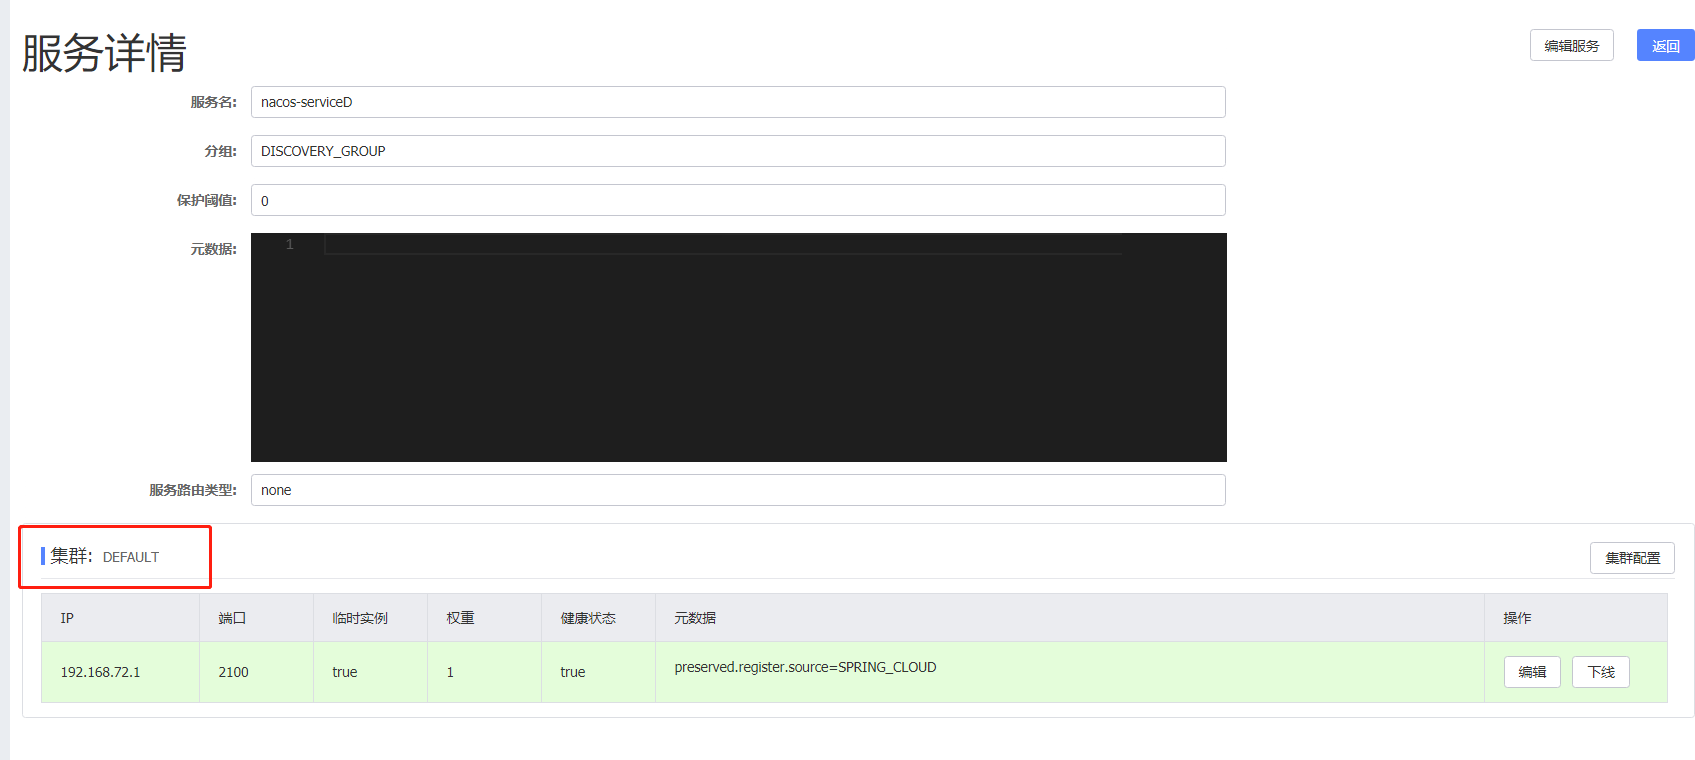 服务详情
编辑服务 返回
服务名: nacos-serviceD
分组: DISCOVERY_GROUP
保护阈值: 0
元数据: 1
服务路由类型: none
集群: DEFAULT
集群配置
IP 端口 临时实例 权重 健康状态 元数据 操作
192.168.72.1 2100 true 1 true preserved.register.source=SPRING_CLOUD 编辑 下线